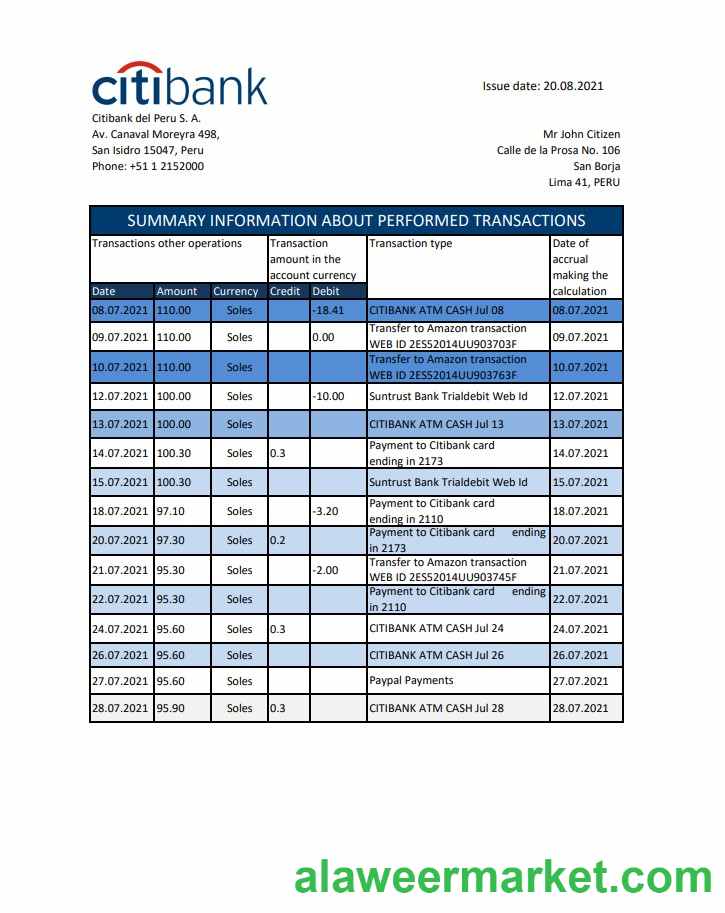 citibank
Issue date: 20.08.2021
Citibank del Peru S. A.
Av. Canaval Moreyra 498,
San Isidro 15047, Peru
Phone: +51 1 2152000
Mr John Citizen
Calle de la Prosa No. 106
San Borja
Lima 41, PERU
SUMMARY INFORMATION ABOUT PERFORMED TRANSACTIONS
Transactions other operations
Transaction
amount in the
account currency
Transaction type
Date of
accrual
making the
calculation
Date Amount Currency Credit Debit
08.07.2021 110.00 Soles -18.41 CITIBANK ATM CASH Jul 08 08.07.2021
09.07.2021 110.00 Soles 0.00 Transfer to Amazon transaction
WEB ID 2ES52014UU903703F 09.07.2021
10.07.2021 110.00 Soles Transfer to Amazon transaction
WEB ID 2ES52014UU903763F 10.07.2021
12.07.2021 100.00 Soles -10.00 Suntrust Bank Trialdebit Web Id 12.07.2021
13.07.2021 100.00 Soles CITIBANK ATM CASH Jul 13 13.07.2021
14.07.2021 100.30 Soles 0.3 Payment to CItibank card
ending in 2173 14.07.2021
15.07.2021 100.30 Soles Suntrust Bank Trialdebit Web Id 15.07.2021
18.07.2021 97.10 Soles -3.20 Payment to Citibank card
ending in 2110 18.07.2021
20.07.2021 97.30 Soles 0.2 Payment to Citibank card ending
in 2173 20.07.2021
21.07.2021 95.30 Soles -2.00 Transfer to Amazon transaction
WEB ID 2ES52014UU903745F 21.07.2021
22.07.2021 95.30 Soles Payment to Citibank card ending
in 2110 22.07.2021
24.07.2021 95.60 Soles 0.3 CITIBANK ATM CASH Jul 24 24.07.2021
26.07.2021 95.60 Soles CITIBANK ATM CASH Jul 26 26.07.2021
27.07.2021 95.60 Soles Paypal Payments 27.07.2021
28.07.2021 95.90 Soles 0.3 CITIBANK ATM CASH Jul 28 28.07.2021
alaweermarket.com